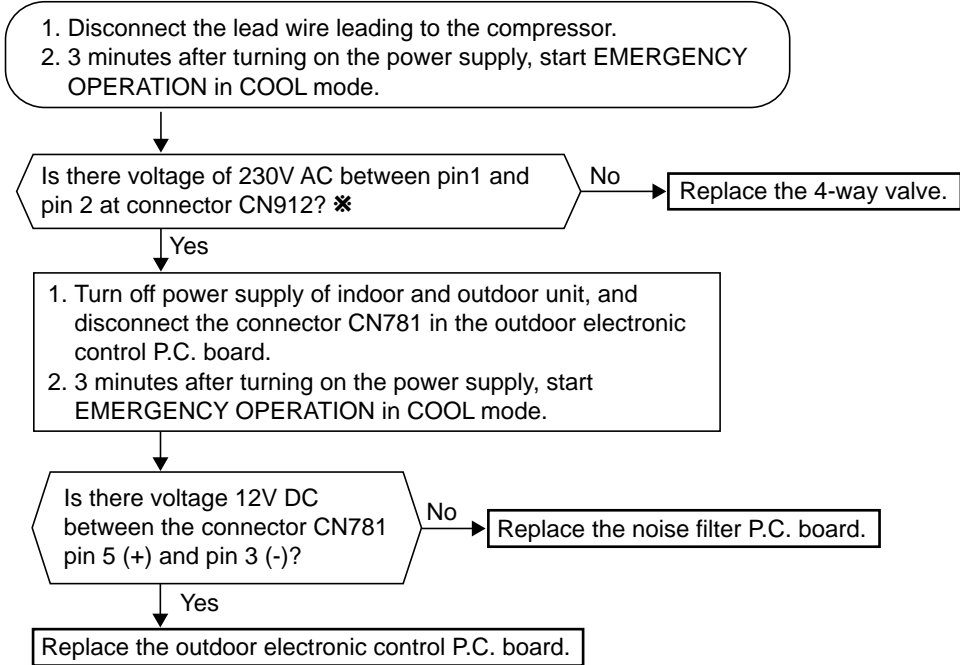 1. Disconnect the lead wire leading to the compressor.
2. 3 minutes after turning on the power supply, start EMERGENCY
OPERATION in COOL mode.
Is there voltage of 230V AC between pin1 and
pin 2 at connector CN912? ※
No
Replace the 4-way valve.
Yes
1. Turn off power supply of indoor and outdoor unit, and
disconnect the connector CN781 in the outdoor electronic
control P.C. board.
2. 3 minutes after turning on the power supply, start
EMERGENCY OPERATION in COOL mode.
Is there voltage 12V DC
between the connector CN781
pin 5 (+) and pin 3 (-)?
No
Replace the noise filter P.C. board.
Yes
Replace the outdoor electronic control P.C. board.